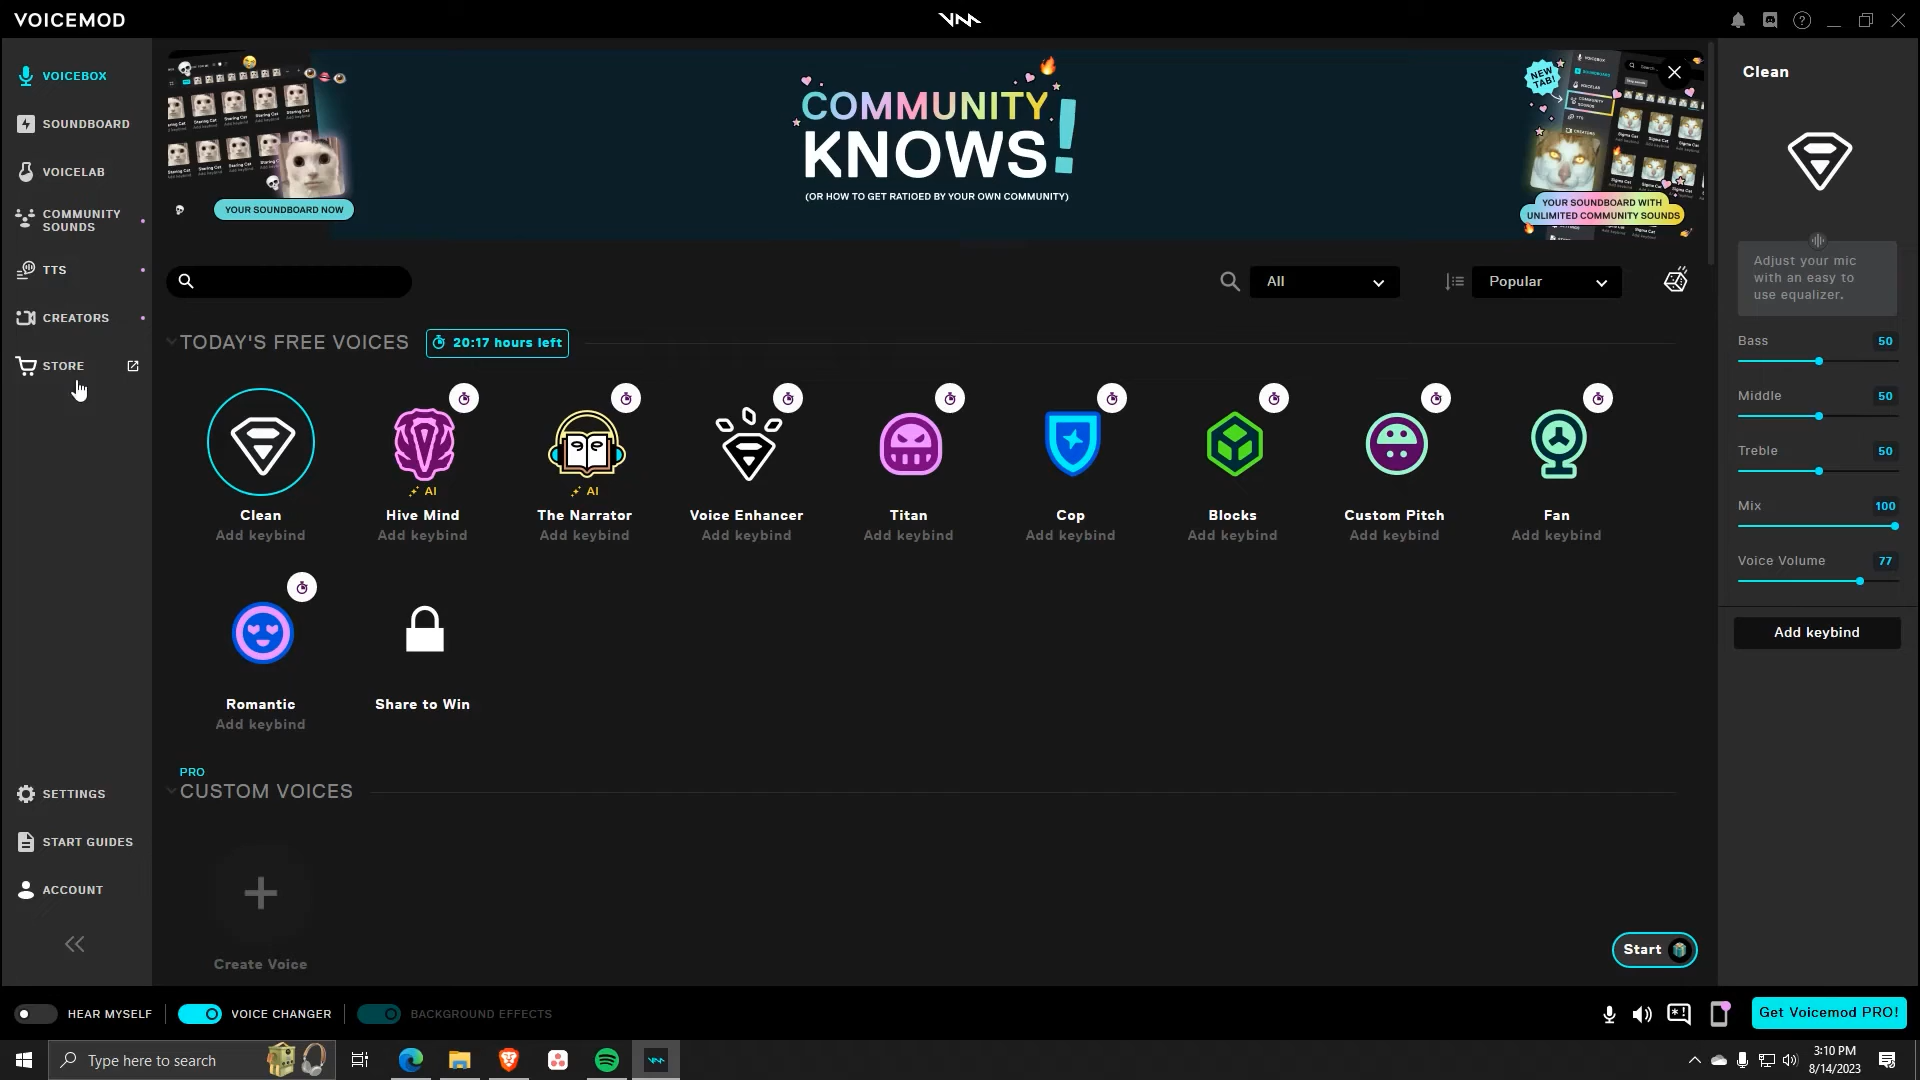 VOICEMOD
VOICEBOX
SOUNDBOARD
VOICELAB
COMMUNITY
SOUNDS
TTS
CREATORS
STORE
SETTINGS
START GUIDES
ACCOUNT
YOUR SOUNDBOARD NOW
COMMUNITY
KNOWS!
(OR HOW TO GET RATIOED BY YOUR OWN COMMUNITY)
NEW
TAB!
YOUR SOUNDBOARD WITH
UNLIMITED COMMUNITY SOUNDS
All
Popular
TODAY'S FREE VOICES
20:17 hours left
AI
AI
Clean
Hive Mind
The Narrator
Voice Enhancer
Titan
Cop
Blocks
Custom Pitch
Fan
Add keybind
Add keybind
Add keybind
Add keybind
Add keybind
Add keybind
Add keybind
Add keybind
Add keybind
Romantic
Share to Win
Add keybind
PRO
CUSTOM VOICES
Create Voice
Start
Clean
Adjust your mic
with an easy to
use equalizer.
Bass 50
Middle 50
Treble 50
Mix 100
Voice Volume 77
Add keybind
HEAR MYSELF
VOICE CHANGER
BACKGROUND EFFECTS
Get Voicemod PRO!
Type here to search
3:10 PM
8/14/2023